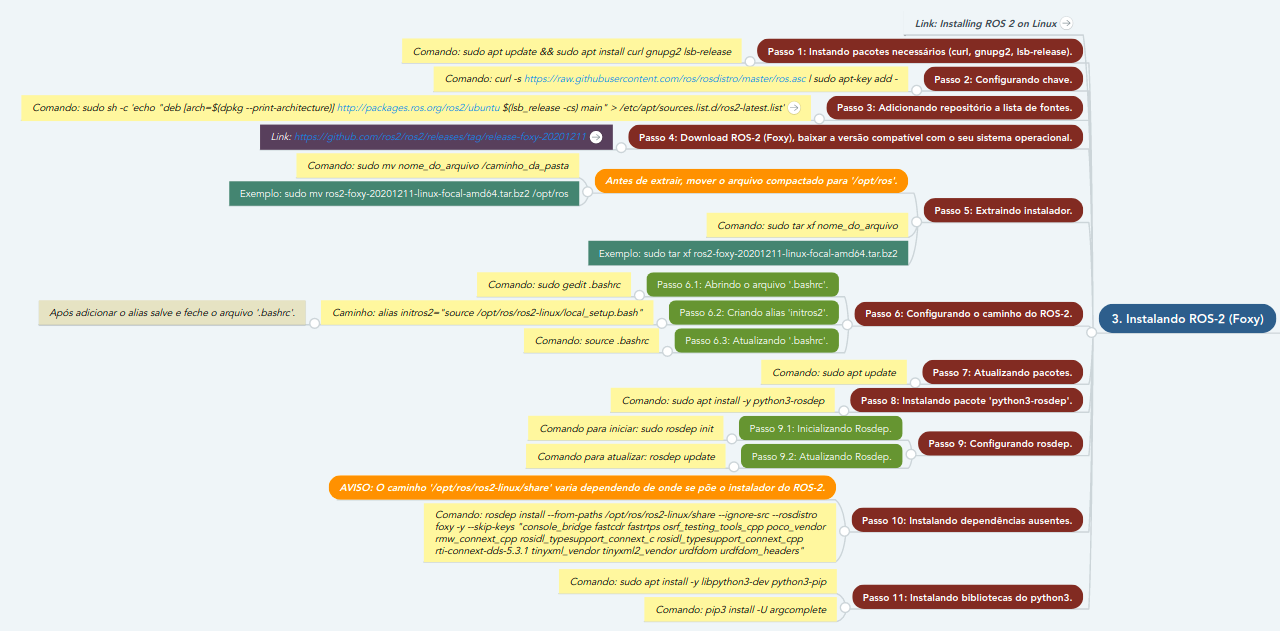 3. Instalando ROS-2 (Foxy)
Link: Installing ROS 2 on Linux
Passo 1: Instando pacotes necessários (curl, gnupg2, lsb-release).
Comando: sudo apt update && sudo apt install curl gnupg2 lsb-release
Passo 2: Configurando chave.
Comando: curl -s https://raw.githubusercontent.com/ros/rosdistro/master/ros.asc | sudo apt-key add -
Passo 3: Adicionando repositório a lista de fontes.
Comando: sudo sh -c 'echo "deb [arch=$(dpkg --print-architecture)] http://packages.ros.org/ros2/ubuntu $(lsb_release -cs) main" > /etc/apt/sources.list.d/ros2-latest.list'
Passo 4: Download ROS-2 (Foxy), baixar a versão compatível com o seu sistema operacional.
Link: https://github.com/ros2/ros2/releases/tag/release-foxy-20201211
Passo 5: Extraindo instalador.
Antes de extrair, mover o arquivo compactado para '/opt/ros'.
Comando: sudo mv nome_do_arquivo /caminho_da_pasta
Exemplo: sudo mv ros2-foxy-20201211-linux-focal-amd64.tar.bz2 /opt/ros
Comando: sudo tar xf nome_do_arquivo
Exemplo: sudo tar xf ros2-foxy-20201211-linux-focal-amd64.tar.bz2
Passo 6: Configurando o caminho do ROS-2.
Passo 6.1: Abrindo o arquivo '.bashrc'.
Comando: sudo gedit .bashrc
Passo 6.2: Criando alias 'initros2'.
Caminho: alias initros2="source /opt/ros/ros2-linux/local_setup.bash"
Após adicionar o alias salve e feche o arquivo '.bashrc'.
Passo 6.3: Atualizando '.bashrc'.
Comando: source .bashrc
Passo 7: Atualizando pacotes.
Comando: sudo apt update
Passo 8: Instalando pacote 'python3-rosdep'.
Comando: sudo apt install -y python3-rosdep
Passo 9: Configurando rosdep.
Passo 9.1: Inicializando Rosdep.
Comando para iniciar: sudo rosdep init
Passo 9.2: Atualizando Rosdep.
Comando para atualizar: rosdep update
Passo 10: Instalando dependências ausentes.
AVISO: O caminho '/opt/ros/ros2-linux/share' varia dependendo de onde se põe o instalador do ROS-2.
Comando: rosdep install --from-paths /opt/ros/ros2-linux/share --ignore-src --rosdistro
foxy -y --skip-keys "console_bridge fastcdr fastrtps osrf_testing_tools_cpp poco_vendor
rmw_connext_cpp rosidl_typesupport_connext_c rosidl_typesupport_connext_cpp
rti-connext-dds-5.3.1 tinyxml_vendor tinyxml2_vendor urdfdom urdfdom_headers"
Passo 11: Instalando bibliotecas do python3.
Comando: sudo apt install -y libpython3-dev python3-pip
Comando: pip3 install -U argcomplete